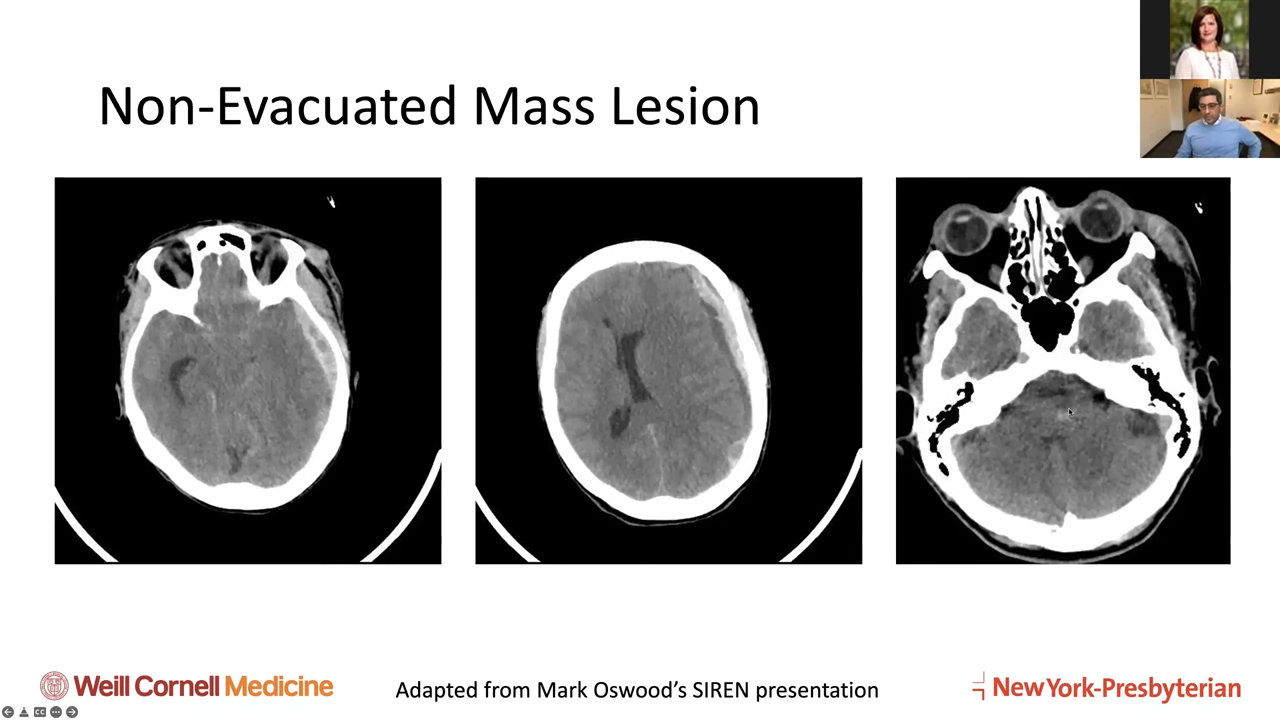 Non-Evacuated Mass Lesion
Weill Cornell Medicine
Adapted from Mark Oswood's SIREN presentation
NewYork-Presbyterian